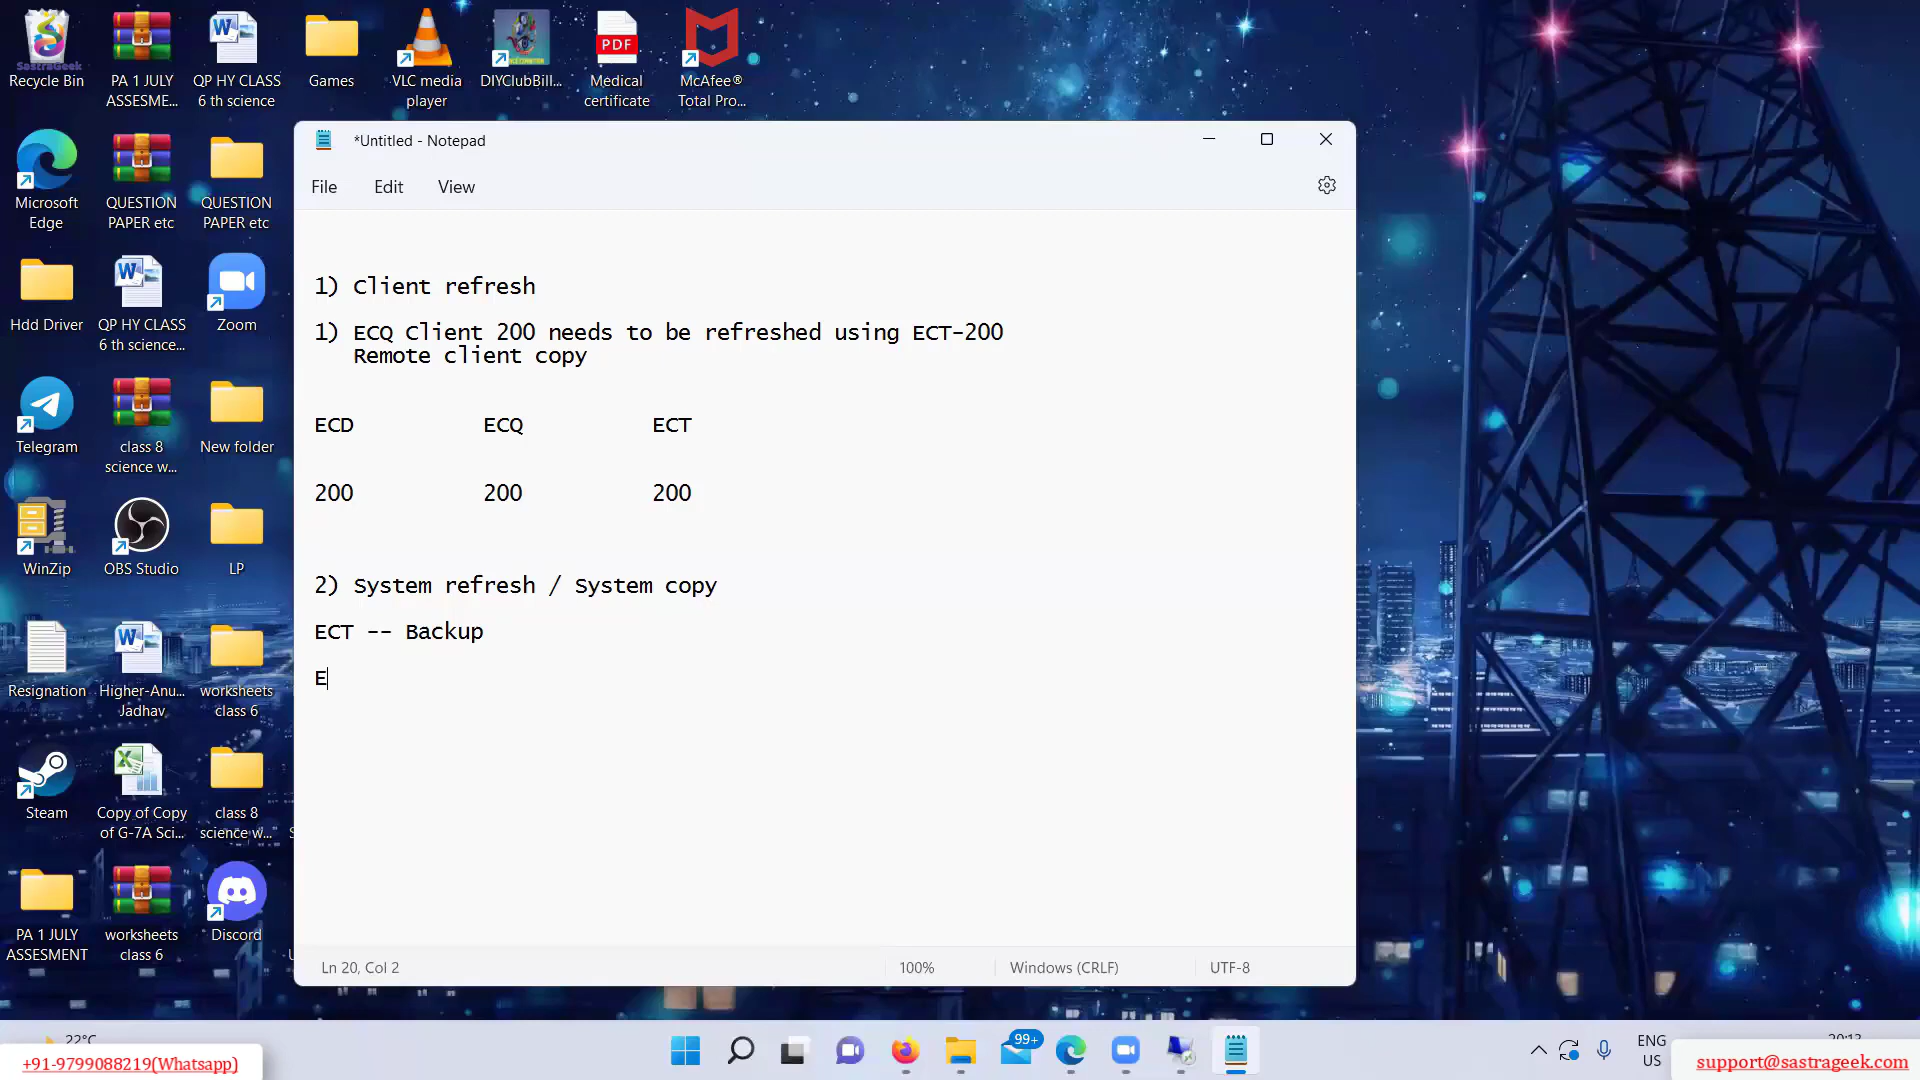 Recycle Bin
PA 1 JULY
ASSESME...
QP HY CLASS
6 th science
Games
VLC media
player
DIYClubBill...
PDF
Medical
certificate
McAfee®
Total Pro...
Microsoft
Edge
QUESTION
PAPER etc
QUESTION
PAPER etc
Hdd Driver
QP HY CLASS
6 th science...
Zoom
Telegram
class 8
science w...
New folder
WinZip
OBS Studio
LP
Resignation
Higher-Anu...
Jadhav
worksheets
class 6
Steam
Copy of Copy
of G-7A Sci...
class 8
science w...
PA 1 JULY
ASSESMENT
worksheets
class 6
Discord
*Untitled - Notepad
File Edit View
1) Client refresh
1) ECQ Client 200 needs to be refreshed using ECT-200
Remote client copy
ECD ECQ ECT
200 200 200
2) System refresh / System copy
ECT -- Backup
E
Ln 20, Col 2 100% Windows (CRLF) UTF-8
22°C
+91-9799088219(Whatsapp)
99+
ENG
US
20:13
support@sastrageek.com